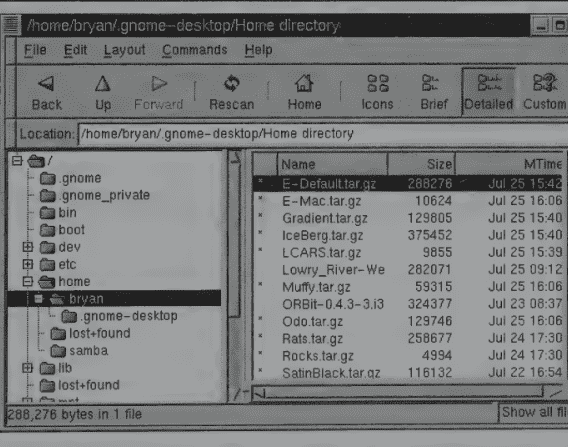 /home/bryan/.gnome-desktop/Home directory
File Edit Layout Commands Help
Back Up Forward Rescan Home Icons Brief Detailed Custom
Location: /home/bryan/.gnome-desktop/Home directory
/
.gnome
.gnome_private
bin
boot
dev
etc
home
bryan
.gnome-desktop
lost+found
samba
lib
lost+found
Name Size MTime
E-Default.tar.gz 288276 Jul 25 15:42
E-Mac.tar.gz 10624 Jul 25 16:06
Gradient.tar.gz 129805 Jul 25 15:40
IceBerg.tar.gz 375452 Jul 25 15:40
LCARS.tar.gz 9855 Jul 25 15:39
Lowry_River-We 282071 Jul 25 09:12
Muffy.tar.gz 59315 Jul 25 16:06
ORBit-0.4.3-3.i3 324377 Jul 23 08:37
Odo.tar.gz 129746 Jul 25 16:06
Rats.tar.gz 258677 Jul 24 17:30
Rocks.tar.gz 4994 Jul 24 17:30
SatinBlack.tar.gz 116132 Jul 22 16:54
288,276 bytes in 1 file
Show all fil